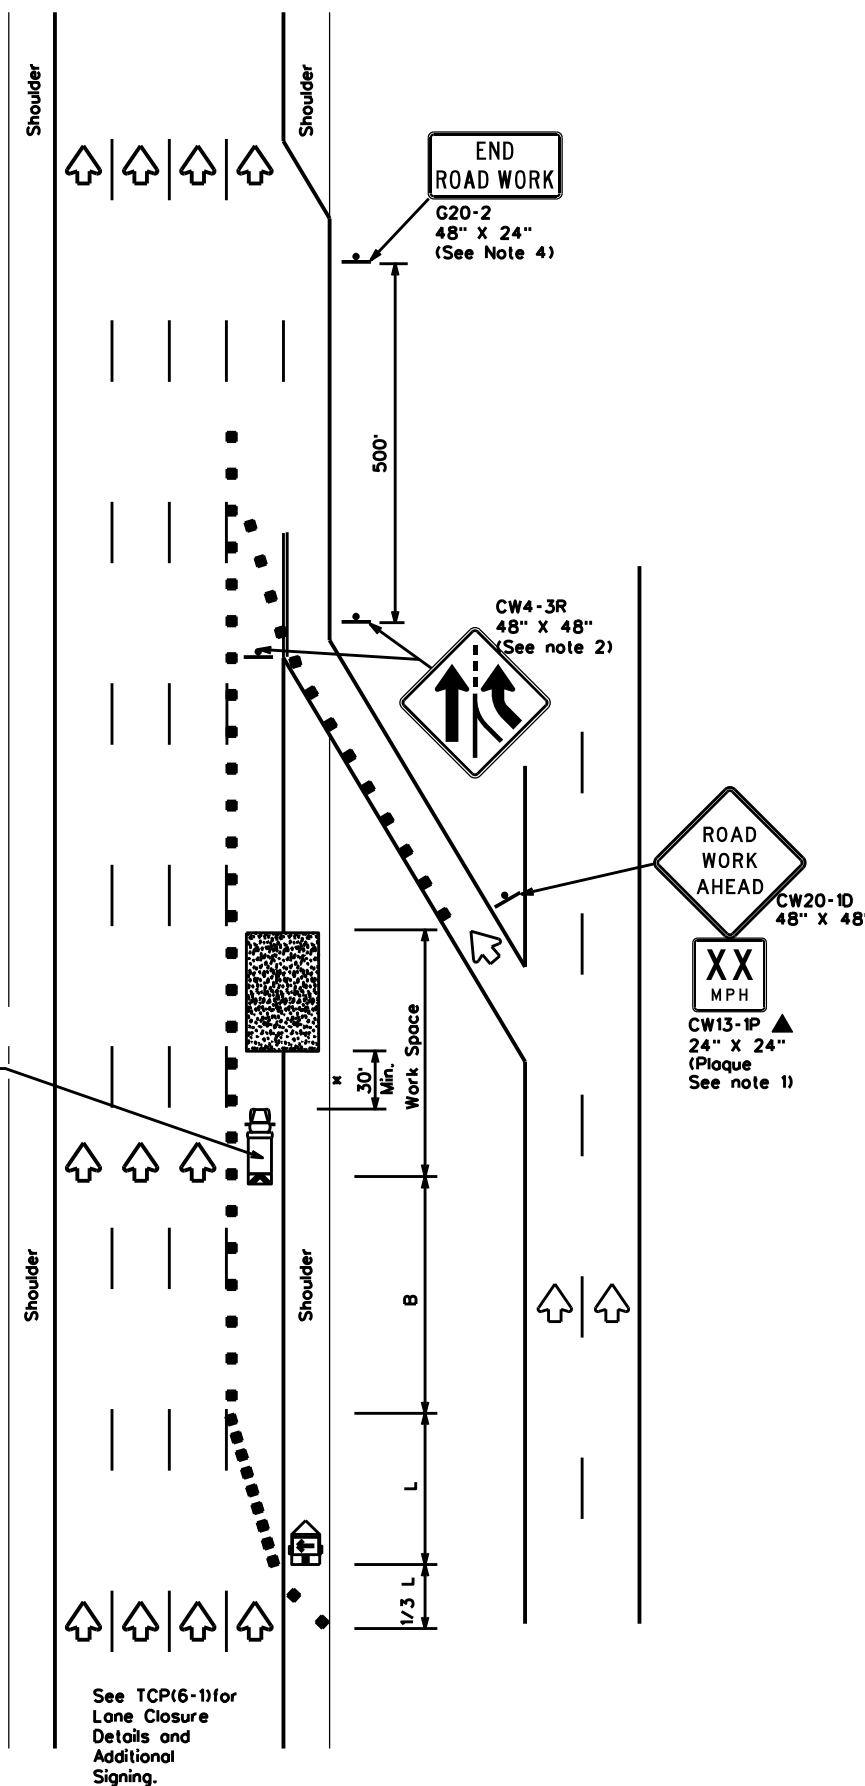 Shoulder
Shoulder
END
ROAD WORK
G20-2
48" X 24"
(See Note 4)
500'
CW4-3R
48" X 48"
(See note 2)
ROAD
WORK
AHEAD
CW20-1D
48" X 48"
XX
MPH
CW13-1P
24" X 24"
(Plaque
See note 1)
Work Space
*
30'
Min.
Shoulder
Shoulder
B
L
1/3 L
See TCP(6-1)for
Lane Closure
Details and
Additional
Signing.